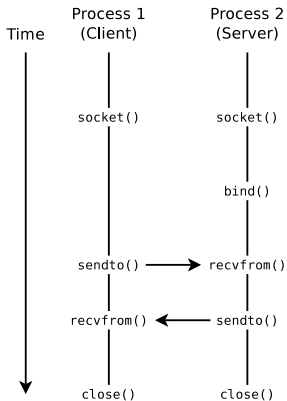 Process 1
(Client)
Process 2
(Server)
Time
socket()
socket()
bind()
sendto()
recvfrom()
recvfrom()
sendto()
close()
close()